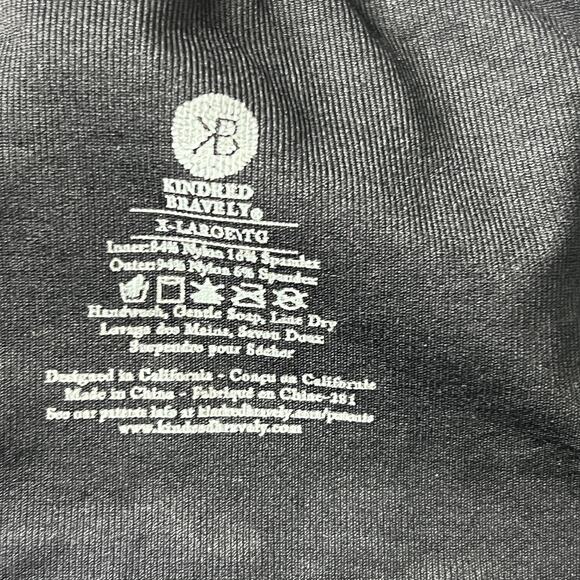 KB
KINDRED
BRAVELY®
X-LARGE\TG
Inner:84% Nylon 16% Spandex
Outer:94% Nylon 6% Spandex
Handwash, Gentle Soap, Line Dry
Lavage des Mains, Savon Doux
Suspendre pour Sécher
Designed in California - Conçu en Californie
Made in China - Fabriqué en Chine-181
See our patents info at kindredbravely.com/patents
www.kindredbravely.com